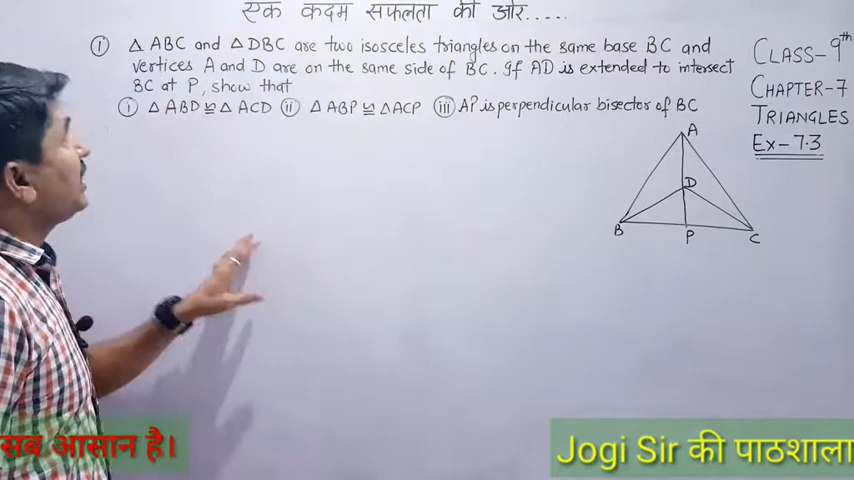 एक कदम सफलता की ओर.....
① △ ABC and △ DBC are two isosceles triangles on the same base BC and
vertices A and D are on the same side of BC. If AD is extended to intersect
BC at P, show that
ⓘ △ ABD ≌ △ ACD ⓘⓘ △ ABP ≌ △ACP ⓘⓘⓘ AP is perpendicular bisector of BC
CLASS-9th
CHAPTER-7
TRIANGLES
Ex-7.3
A
D
B
P
C
सब आसान है।
Jogi Sir की पाठशाला